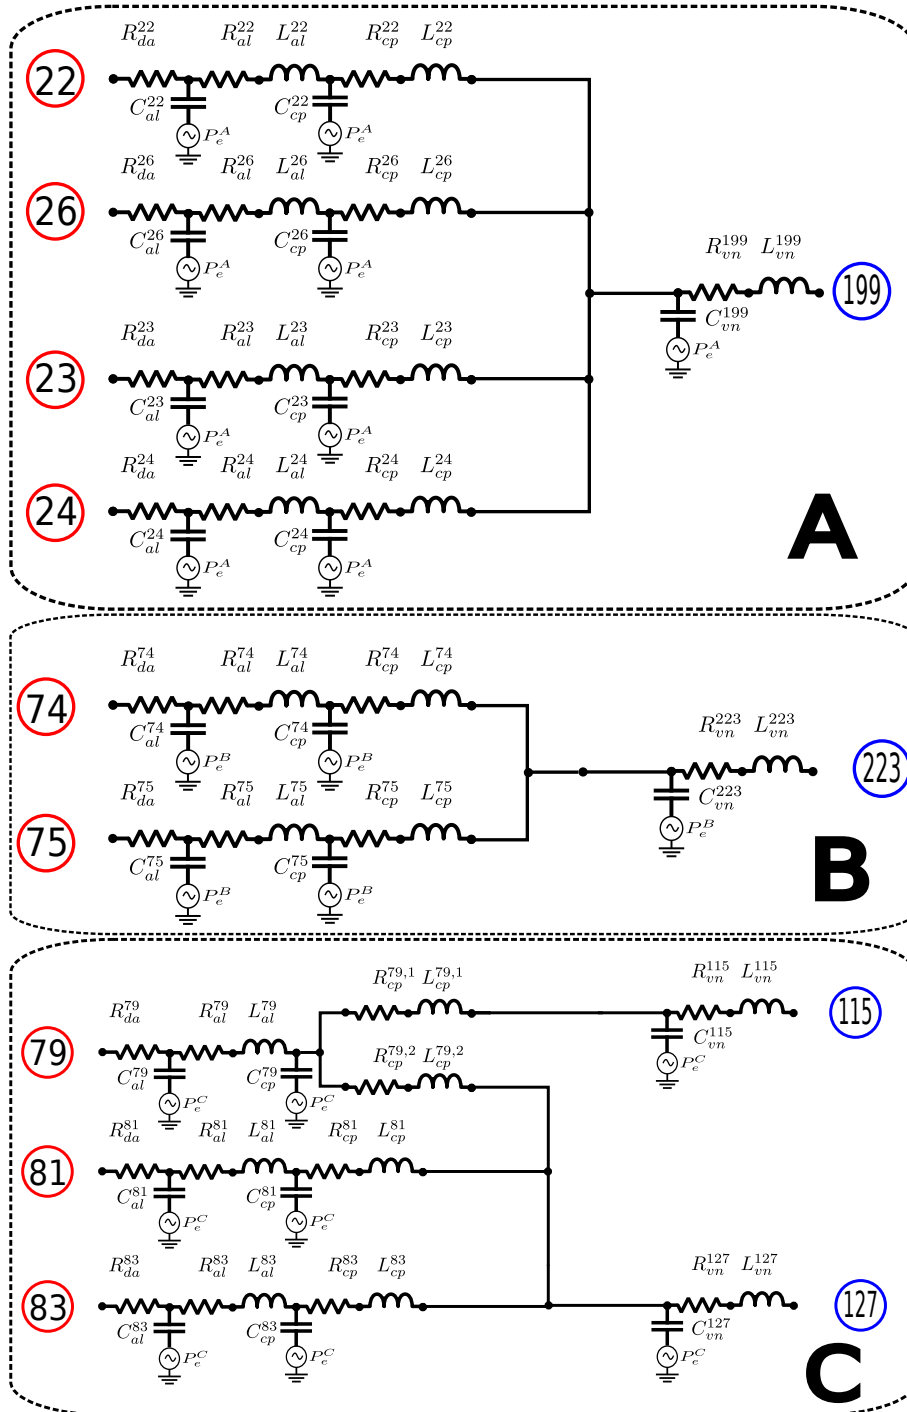 R_{da}^{22} R_{al}^{22} L_{al}^{22} R_{cp}^{22} L_{cp}^{22}
22
C_{al}^{22} C_{cp}^{22}
P_e^A P_e^A
R_{da}^{26} R_{al}^{26} L_{al}^{26} R_{cp}^{26} L_{cp}^{26}
26
C_{al}^{26} C_{cp}^{26}
P_e^A P_e^A
R_{vn}^{199} L_{vn}^{199}
199
C_{vn}^{199}
P_e^A
R_{da}^{23} R_{al}^{23} L_{al}^{23} R_{cp}^{23} L_{cp}^{23}
23
C_{al}^{23} C_{cp}^{23}
P_e^A P_e^A
R_{da}^{24} R_{al}^{24} L_{al}^{24} R_{cp}^{24} L_{cp}^{24}
24
C_{al}^{24} C_{cp}^{24}
P_e^A P_e^A
A
R_{da}^{74} R_{al}^{74} L_{al}^{74} R_{cp}^{74} L_{cp}^{74}
74
C_{al}^{74} C_{cp}^{74}
P_e^B P_e^B
R_{vn}^{223} L_{vn}^{223}
223
C_{vn}^{223}
P_e^B
R_{da}^{75} R_{al}^{75} L_{al}^{75} R_{cp}^{75} L_{cp}^{75}
75
C_{al}^{75} C_{cp}^{75}
P_e^B P_e^B
B
R_{cp}^{79,1} L_{cp}^{79,1} R_{vn}^{115} L_{vn}^{115}
115
C_{vn}^{115}
P_e^C
R_{da}^{79} R_{al}^{79} L_{al}^{79}
79
R_{cp}^{79,2} L_{cp}^{79,2}
C_{al}^{79} C_{cp}^{79}
P_e^C P_e^C
R_{da}^{81} R_{al}^{81} L_{al}^{81} R_{cp}^{81} L_{cp}^{81}
81
C_{al}^{81} C_{cp}^{81}
P_e^C P_e^C
R_{da}^{83} R_{al}^{83} L_{al}^{83} R_{cp}^{83} L_{cp}^{83} R_{vn}^{127} L_{vn}^{127}
83 127
C_{al}^{83} C_{cp}^{83} C_{vn}^{127}
P_e^C P_e^C P_e^C
C